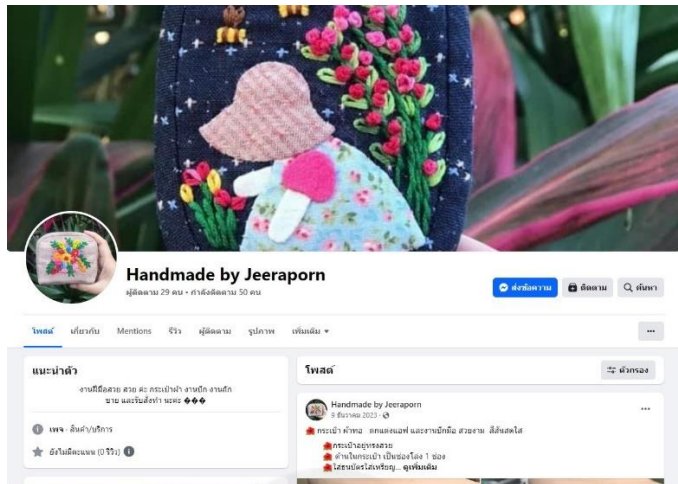 Handmade by Jeeraporn
ผู้ติดตาม 29 คน • กำลังติดตาม 50 คน
ส่งข้อความ
ติดตาม
ค้นหา
โพสต์ เกี่ยวกับ Mentions รีวิว ผู้ติดตาม รูปภาพ เพิ่มเติม
แนะนำตัว
งานฝีมือสวย สวย ค่ะ กระเป๋าผ้า งานปัก งานถัก
ขาย และรับสั่งทำ นะคะ ���
เพจ · สินค้า/บริการ
ยังไม่มีคะแนน (0 รีวิว)
โพสต์
ตัวกรอง
Handmade by Jeeraporn
9 ธันวาคม 2023 ·
กระเป๋า ผ้าทอ ตกแต่งแอฟ และงานปักมือ สวยงาม สีสันสดใส
กระเป๋าอยู่ทรงสวย
ด้านในกระเป๋า เป็นช่องโล่ง 1 ช่อง
ใส่ธนบัตรใส่เหรียญ... ดูเพิ่มเติม